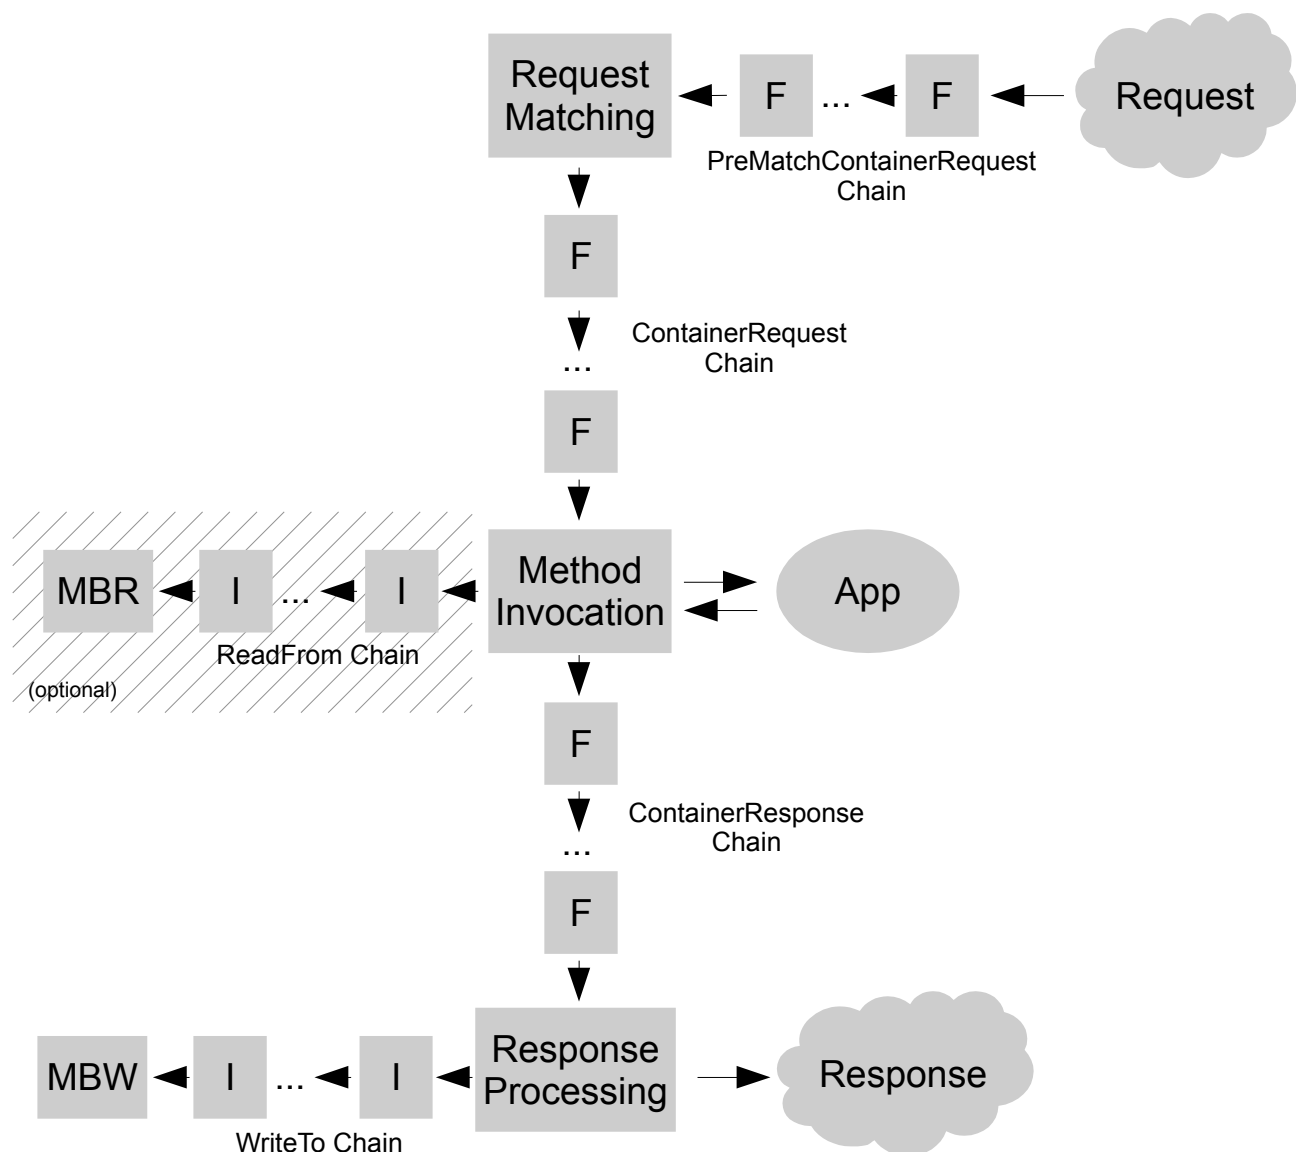 Request
Matching
F
...
F
Request
PreMatchContainerRequest
Chain
F
ContainerRequest
Chain
...
F
MBR
I
...
I
Method
Invocation
App
ReadFrom Chain
(optional)
F
ContainerResponse
Chain
...
F
MBW
I
...
I
Response
Processing
Response
WriteTo Chain